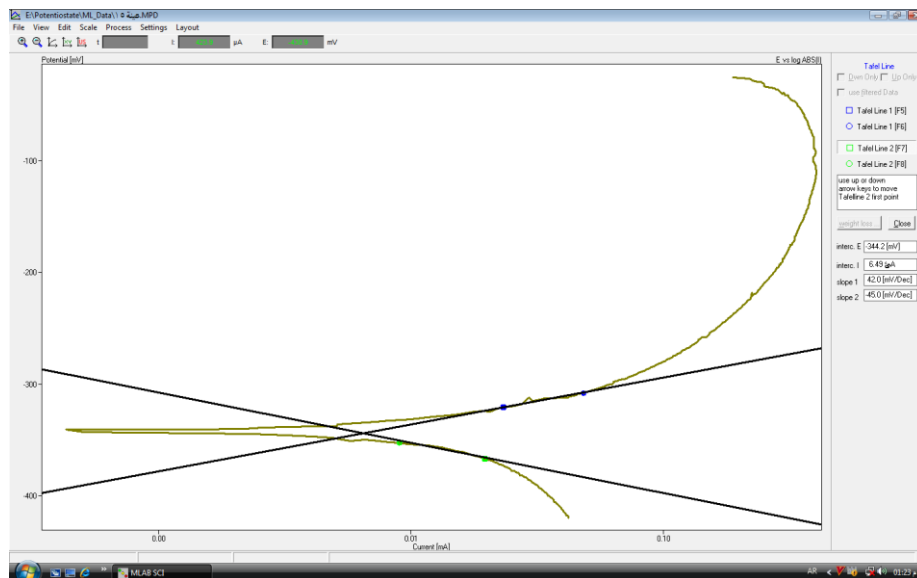 E:\Potentiostate\ML_Data\\ عينة ٥.MPD
File View Edit Scale Process Settings Layout
t I: µA E: mV
Potential [mV] E vs log ABS(I)
-100
-200
-300
-400
0.00 0.01 0.10
Current [mA]
Tafel Line
Down Only Up Only
use filtered Data
Tafel Line 1 [F5]
Tafel Line 1 [F6]
Tafel Line 2 [F7]
Tafel Line 2 [F8]
use up or down
arrow keys to move
Tafelline 2 first point
weight loss... Close
interc. E -344.2 [mV]
interc. I 6.49
slope 1 42.0 [mV/Dec]
slope 2 -45.0 [mV/Dec]
MLAB SCI AR 01:23 م